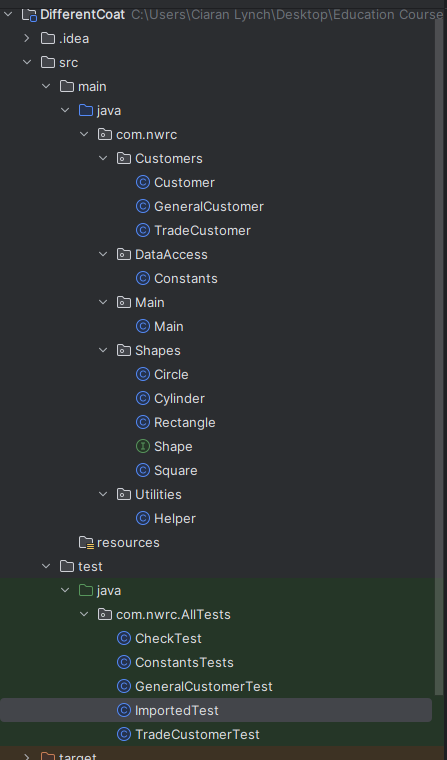 DifferentCoat C:\Users\Ciaran Lynch\Desktop\Education Course
.idea
src
main
java
com.nwrc
Customers
C Customer
C GeneralCustomer
C TradeCustomer
DataAccess
C Constants
Main
C Main
Shapes
C Circle
C Cylinder
C Rectangle
I Shape
C Square
Utilities
C Helper
resources
test
java
com.nwrc.AllTests
C CheckTest
C ConstantsTests
C GeneralCustomerTest
C ImportedTest
C TradeCustomerTest
target